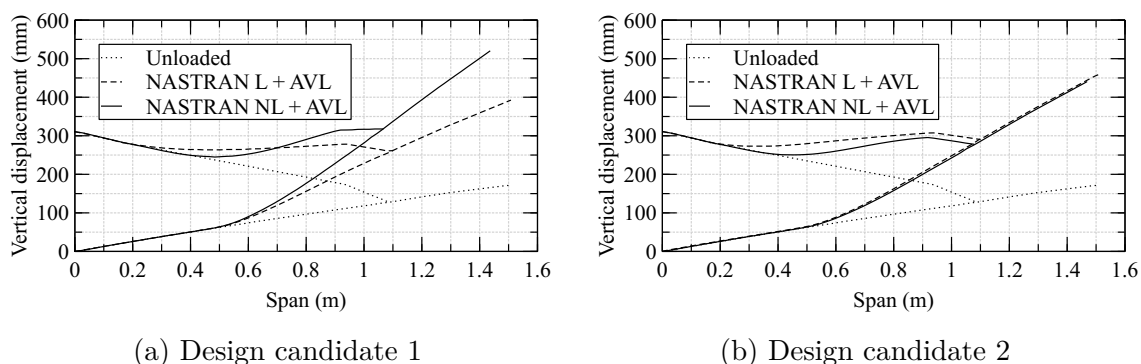 600
500
400
300
200
100
0
Vertical displacement (mm)
Unloaded
NASTRAN L + AVL
NASTRAN NL + AVL
0 0.2 0.4 0.6 0.8 1 1.2 1.4 1.6
Span (m)
(a) Design candidate 1
600
500
400
300
200
100
0
Vertical displacement (mm)
Unloaded
NASTRAN L + AVL
NASTRAN NL + AVL
0 0.2 0.4 0.6 0.8 1 1.2 1.4 1.6
Span (m)
(b) Design candidate 2